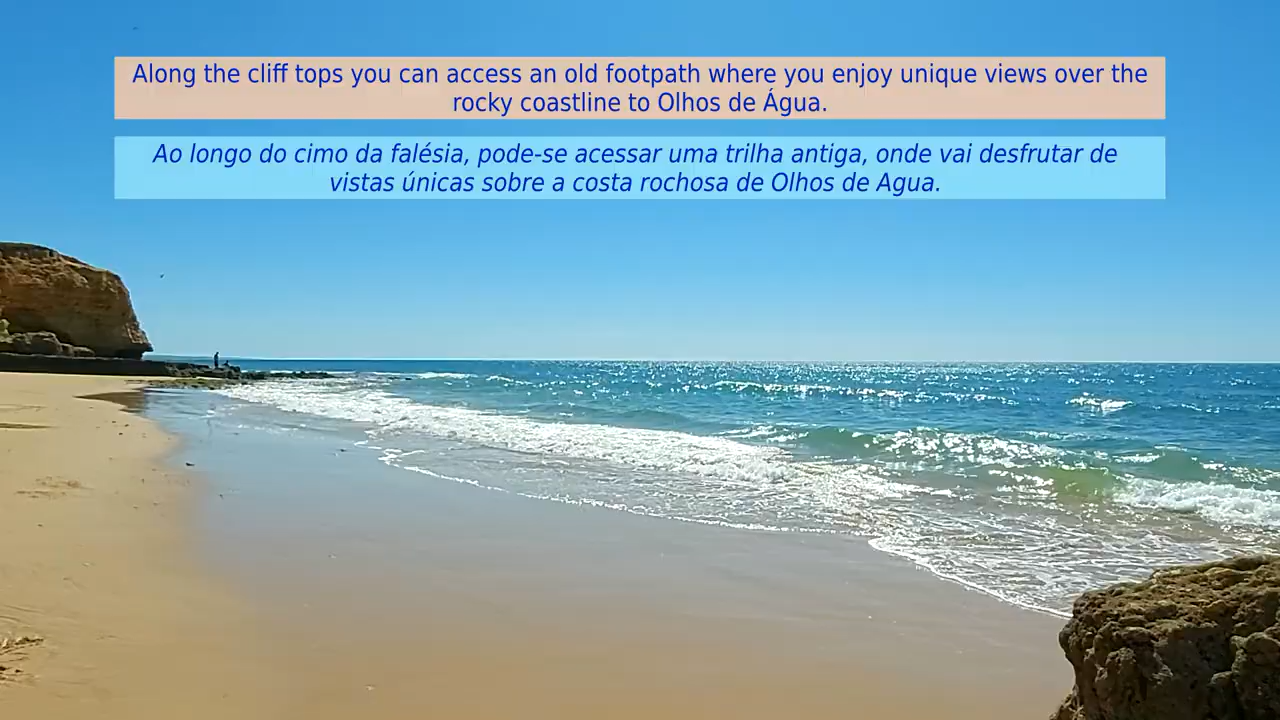 Along the cliff tops you can access an old footpath where you enjoy unique views over the
rocky coastline to Olhos de Água.
Ao longo do cimo da falésia, pode-se acessar uma trilha antiga, onde vai desfrutar de
vistas únicas sobre a costa rochosa de Olhos de Agua.